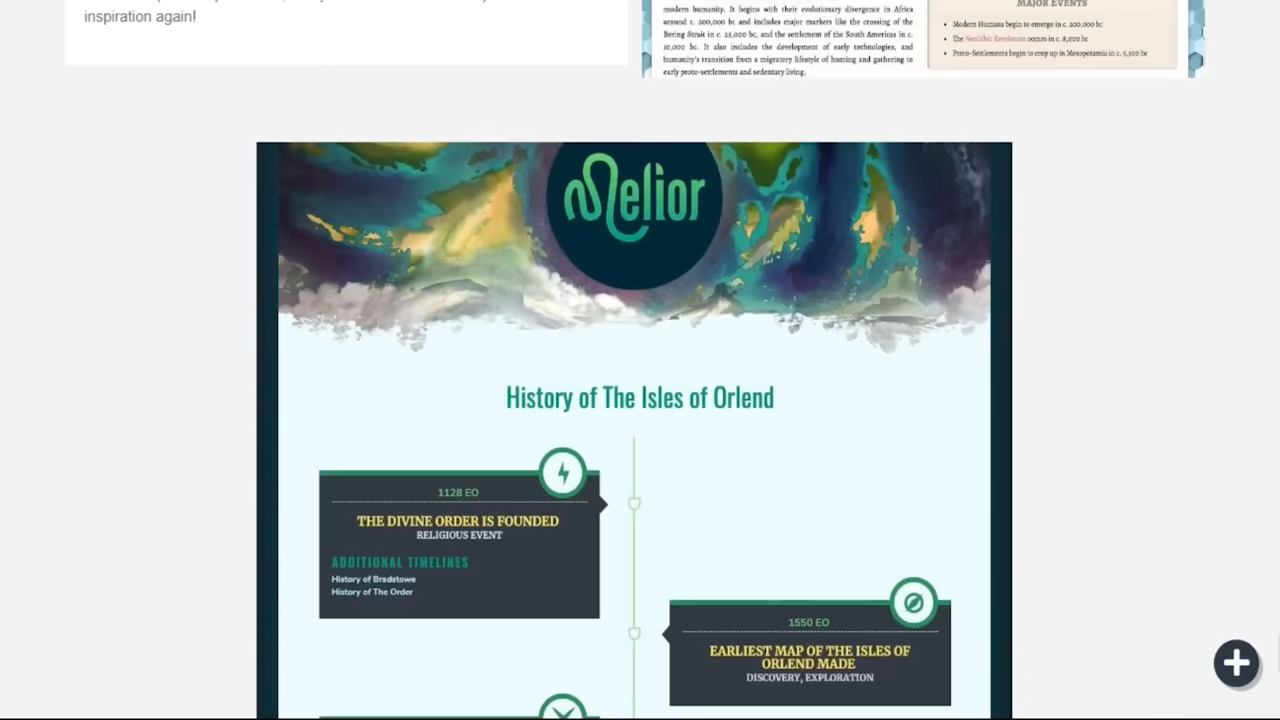 inspiration again!
modern humanity. It begins with their evolutionary divergence in Africa
around c. 200,000 bc and includes major markers like the crossing of the
Bering Strait in c. 15,000 bc, and the settlement of the South Americas in c.
10,000 bc. It also includes the development of early technologies, and
humanity's transition from a migratory lifestyle of hunting and gathering to
early proto-settlements and sedentary living.
MAJOR EVENTS
Modern Humans begin to emerge in c. 200,000 bc
The Neolithic Revolution occurs in c. 8,000 bc
Proto-Settlements begin to crop up in Mesopotamia in c. 5,500 bc
Melior
History of The Isles of Orlend
1128 EO
THE DIVINE ORDER IS FOUNDED
RELIGIOUS EVENT
ADDITIONAL TIMELINES
History of Bradstowe
History of The Order
1550 EO
EARLIEST MAP OF THE ISLES OF
ORLEND MADE
DISCOVERY, EXPLORATION